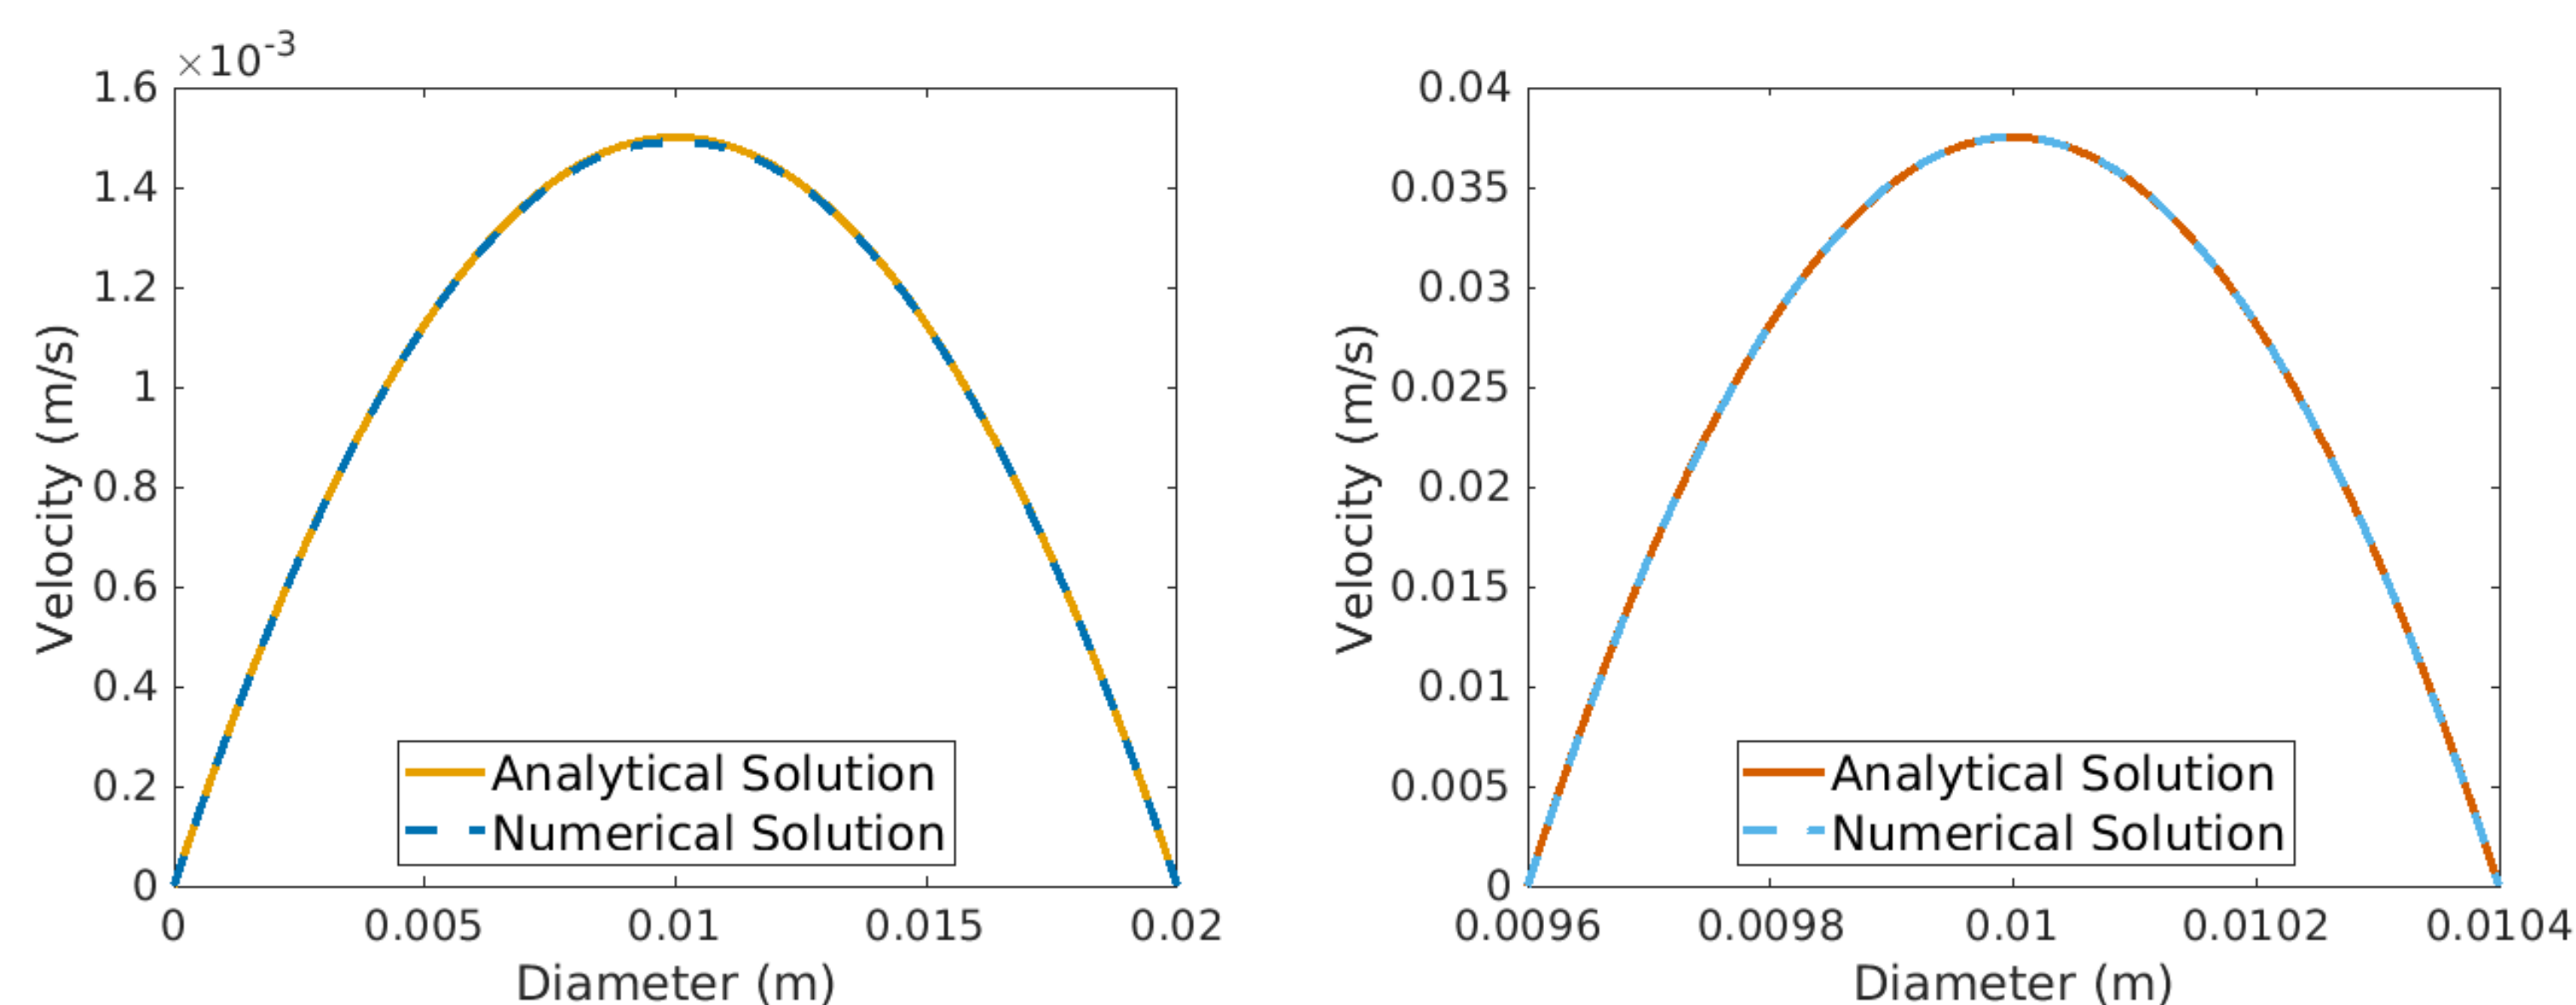 ×10-3
1.6
1.4
1.2
1
0.8
0.6
0.4
0.2
0
Velocity (m/s)
Analytical Solution
Numerical Solution
0 0.005 0.01 0.015 0.02
Diameter (m)
0.04
0.035
0.03
0.025
0.02
0.015
0.01
0.005
0
Velocity (m/s)
Analytical Solution
Numerical Solution
0.0096 0.0098 0.01 0.0102 0.0104
Diameter (m)